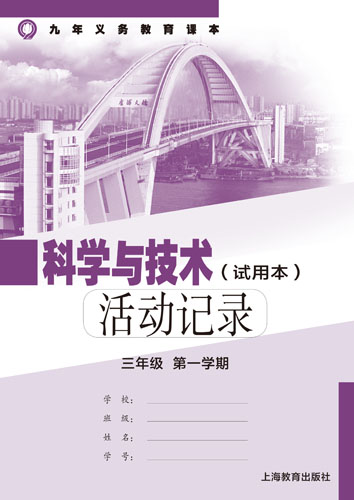 九年义务教育课本
卢浦大桥
科学与技术（试用本）
活动记录
三年级 第一学期
学校：
班级：
姓名：
学号：
上海教育出版社